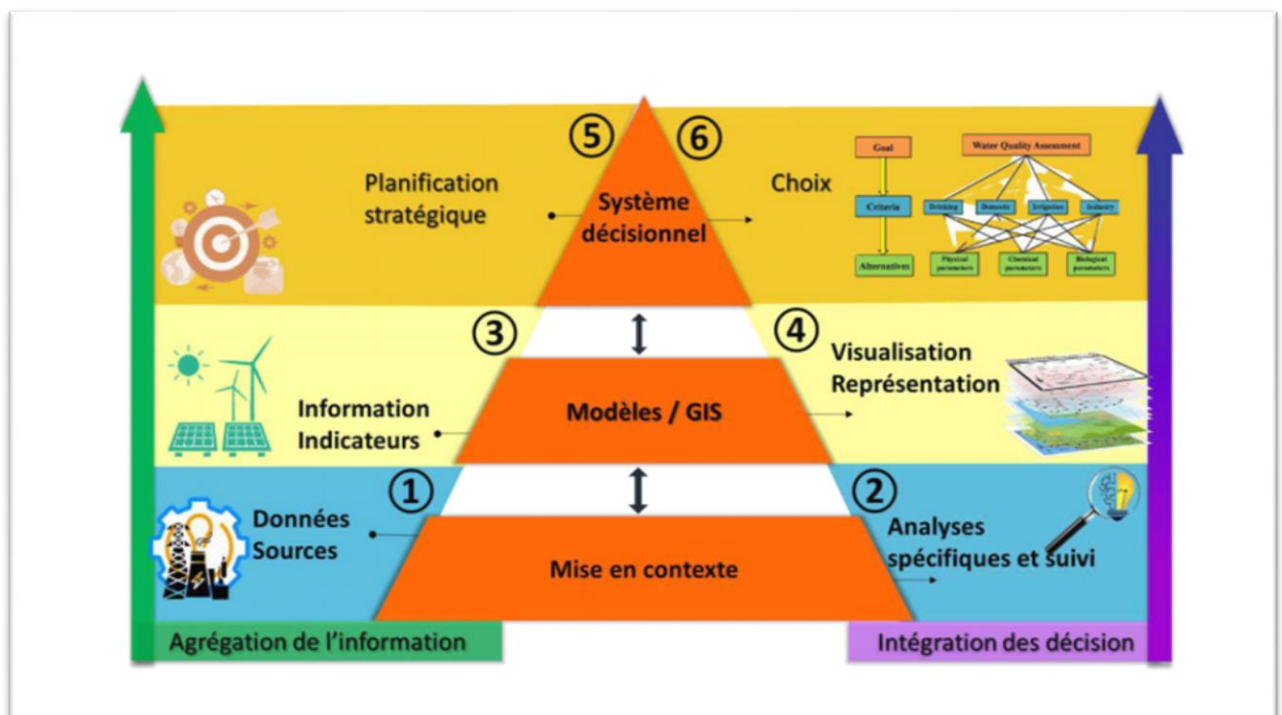 ⑤
⑥
Planification
stratégique
Système
décisionnel
Choix
Goal
Criteria
Alternatives
Water Quality Assessment
Drinking
Domestic
Irrigation
Industry
Physical
parameters
Chemical
parameters
Biological
parameters
③
④
Information
Indicateurs
Modèles / GIS
Visualisation
Représentation
①
②
Données
Sources
Mise en contexte
Analyses
spécifiques et suivi
Agrégation de l'information
Intégration des décision